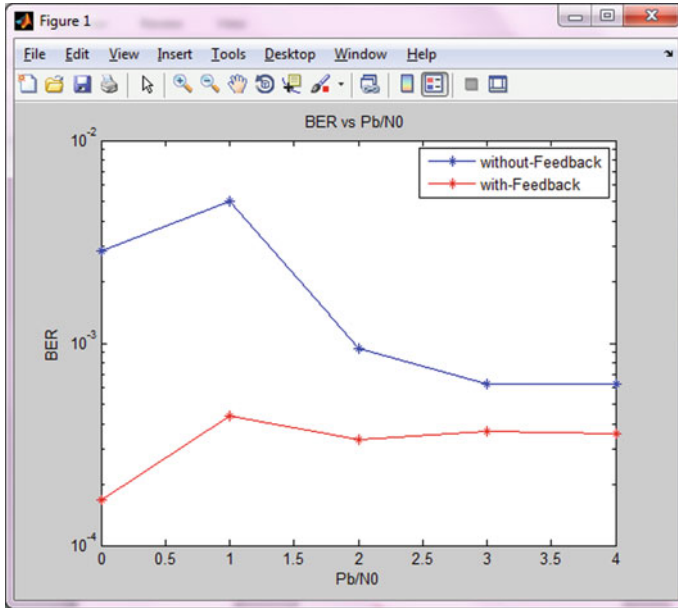 Figure 1
File Edit View Insert Tools Desktop Window Help
BER vs Pb/N0
without-Feedback
with-Feedback
10^-2
10^-3
10^-4
BER
0 0.5 1 1.5 2 2.5 3 3.5 4
Pb/N0